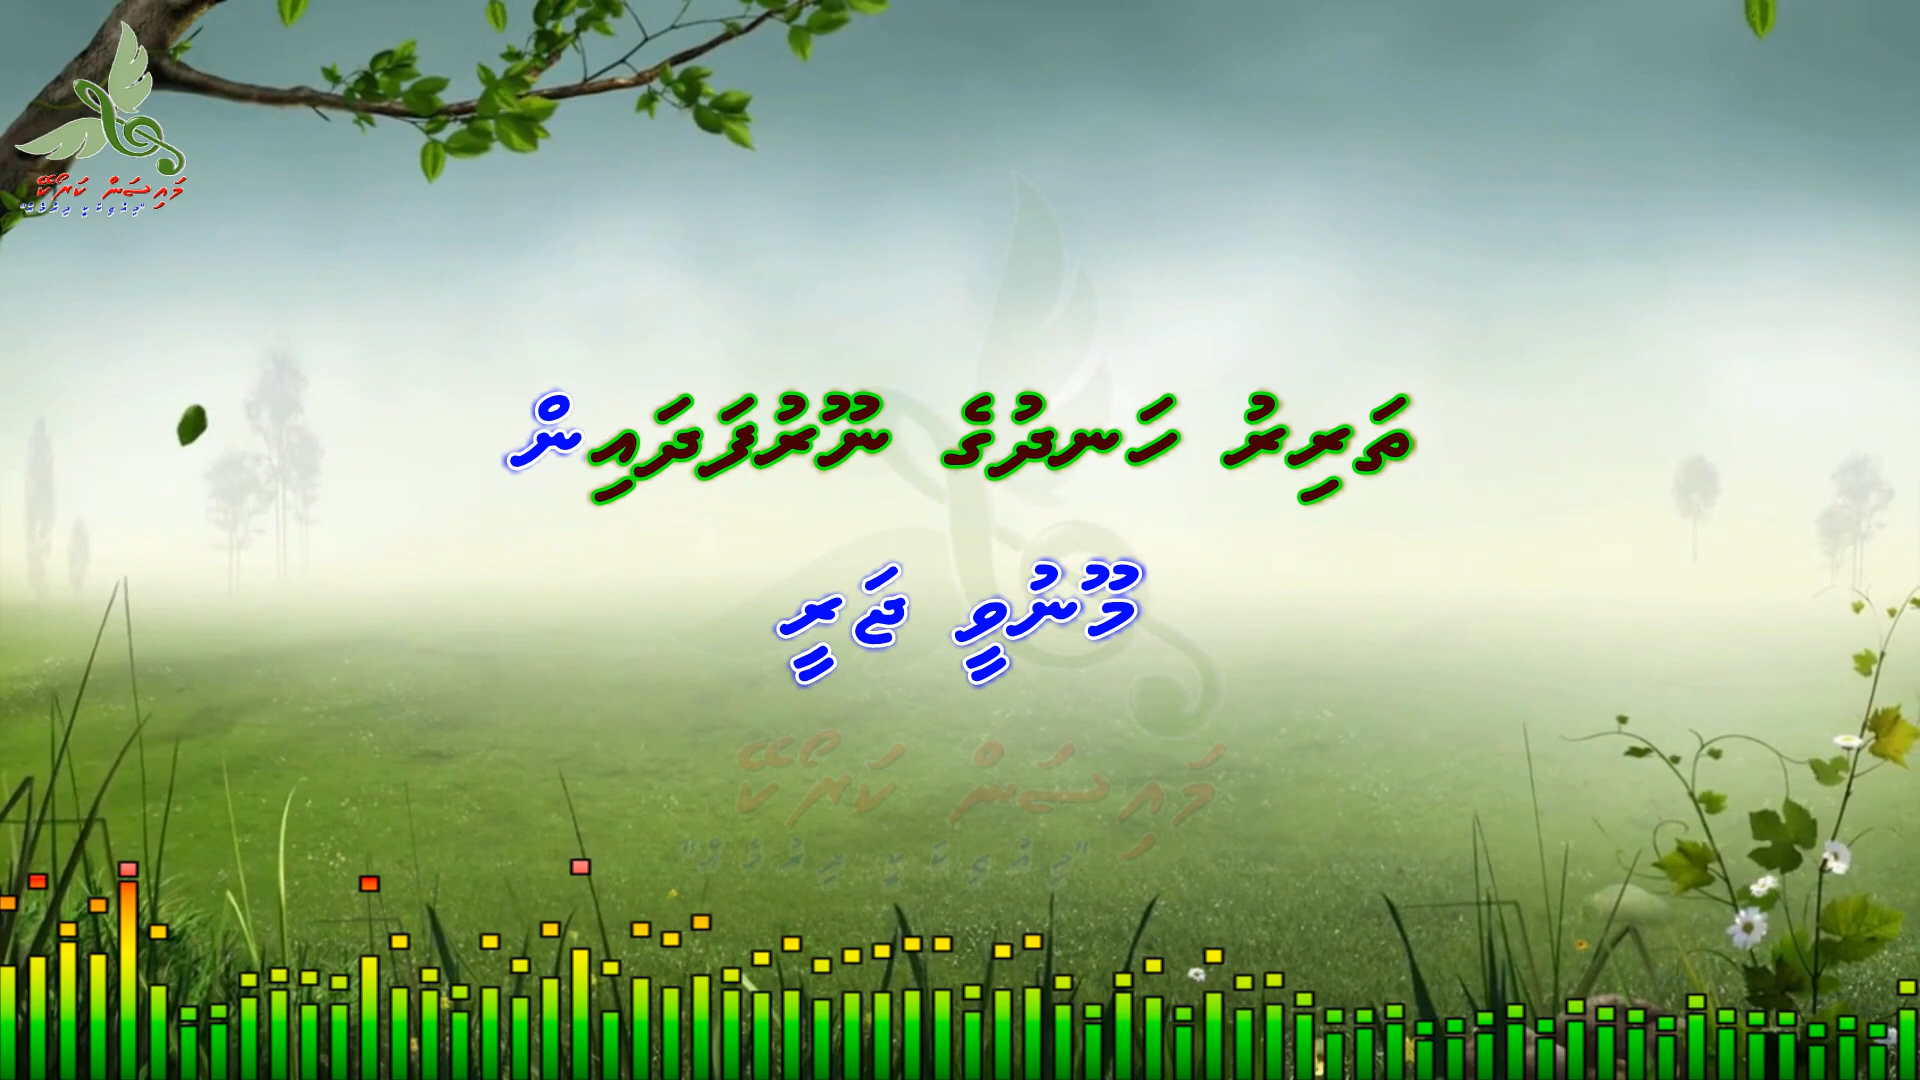 މައިސަން ކަރޯކޭ
ތަރިރު ހަނދުގެ ނޫރުފަދައިން
މޫނުވީ ޖަރީ
މައިސަން ކަރޯކޭ